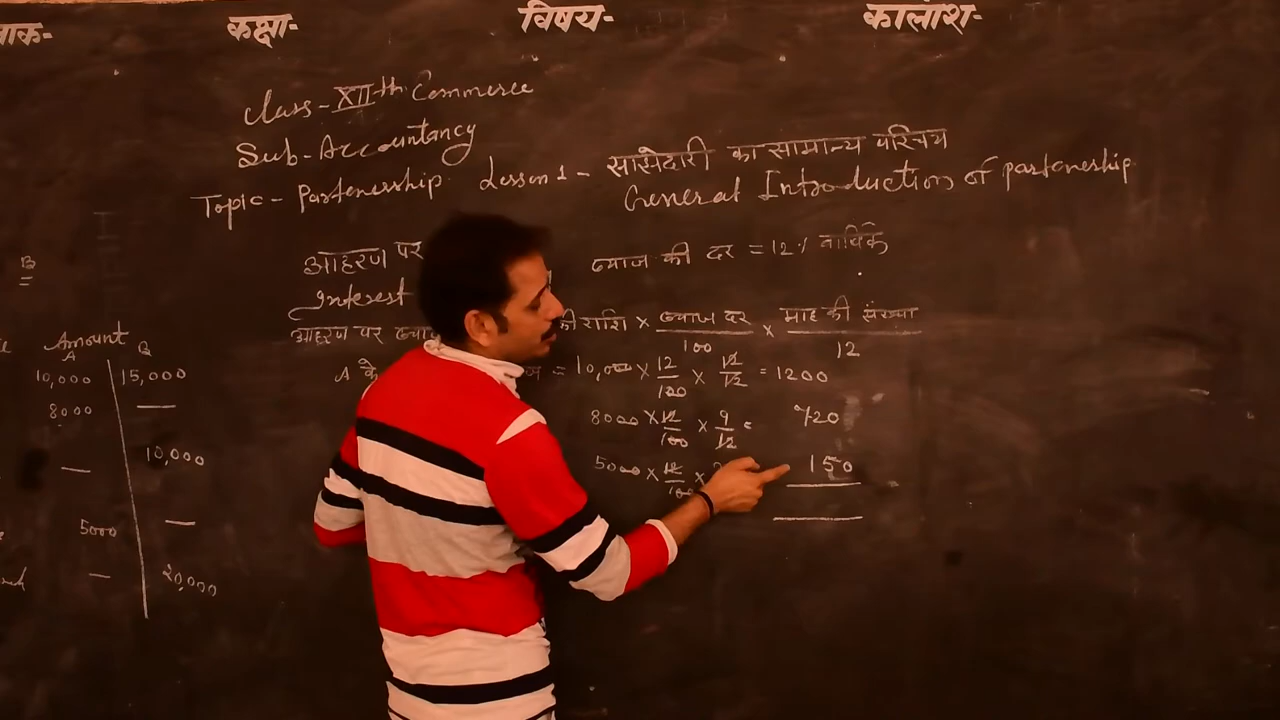 कक्षा- विषय- कालांश-
Class - XIIth Commerce
Sub - Accountancy
Topic - Partenership Lesson 1 - साझेदारी का सामान्य परिचय
General Introduction of partenership
आहरण पर ब्याज की दर = 12% वार्षिक
Interest
आहरण पर की राशि × ब्याज दर / 100 × माह की संख्या / 12
A के = 10,000 × 12/100 × 12/12 = 1200
8000 × 12/100 × 9/12 = 720
5000 × 12/100 × 150
B
Amount
A B
10,000 15,000
8000 —
— 10,000
5000 —
— 20,000